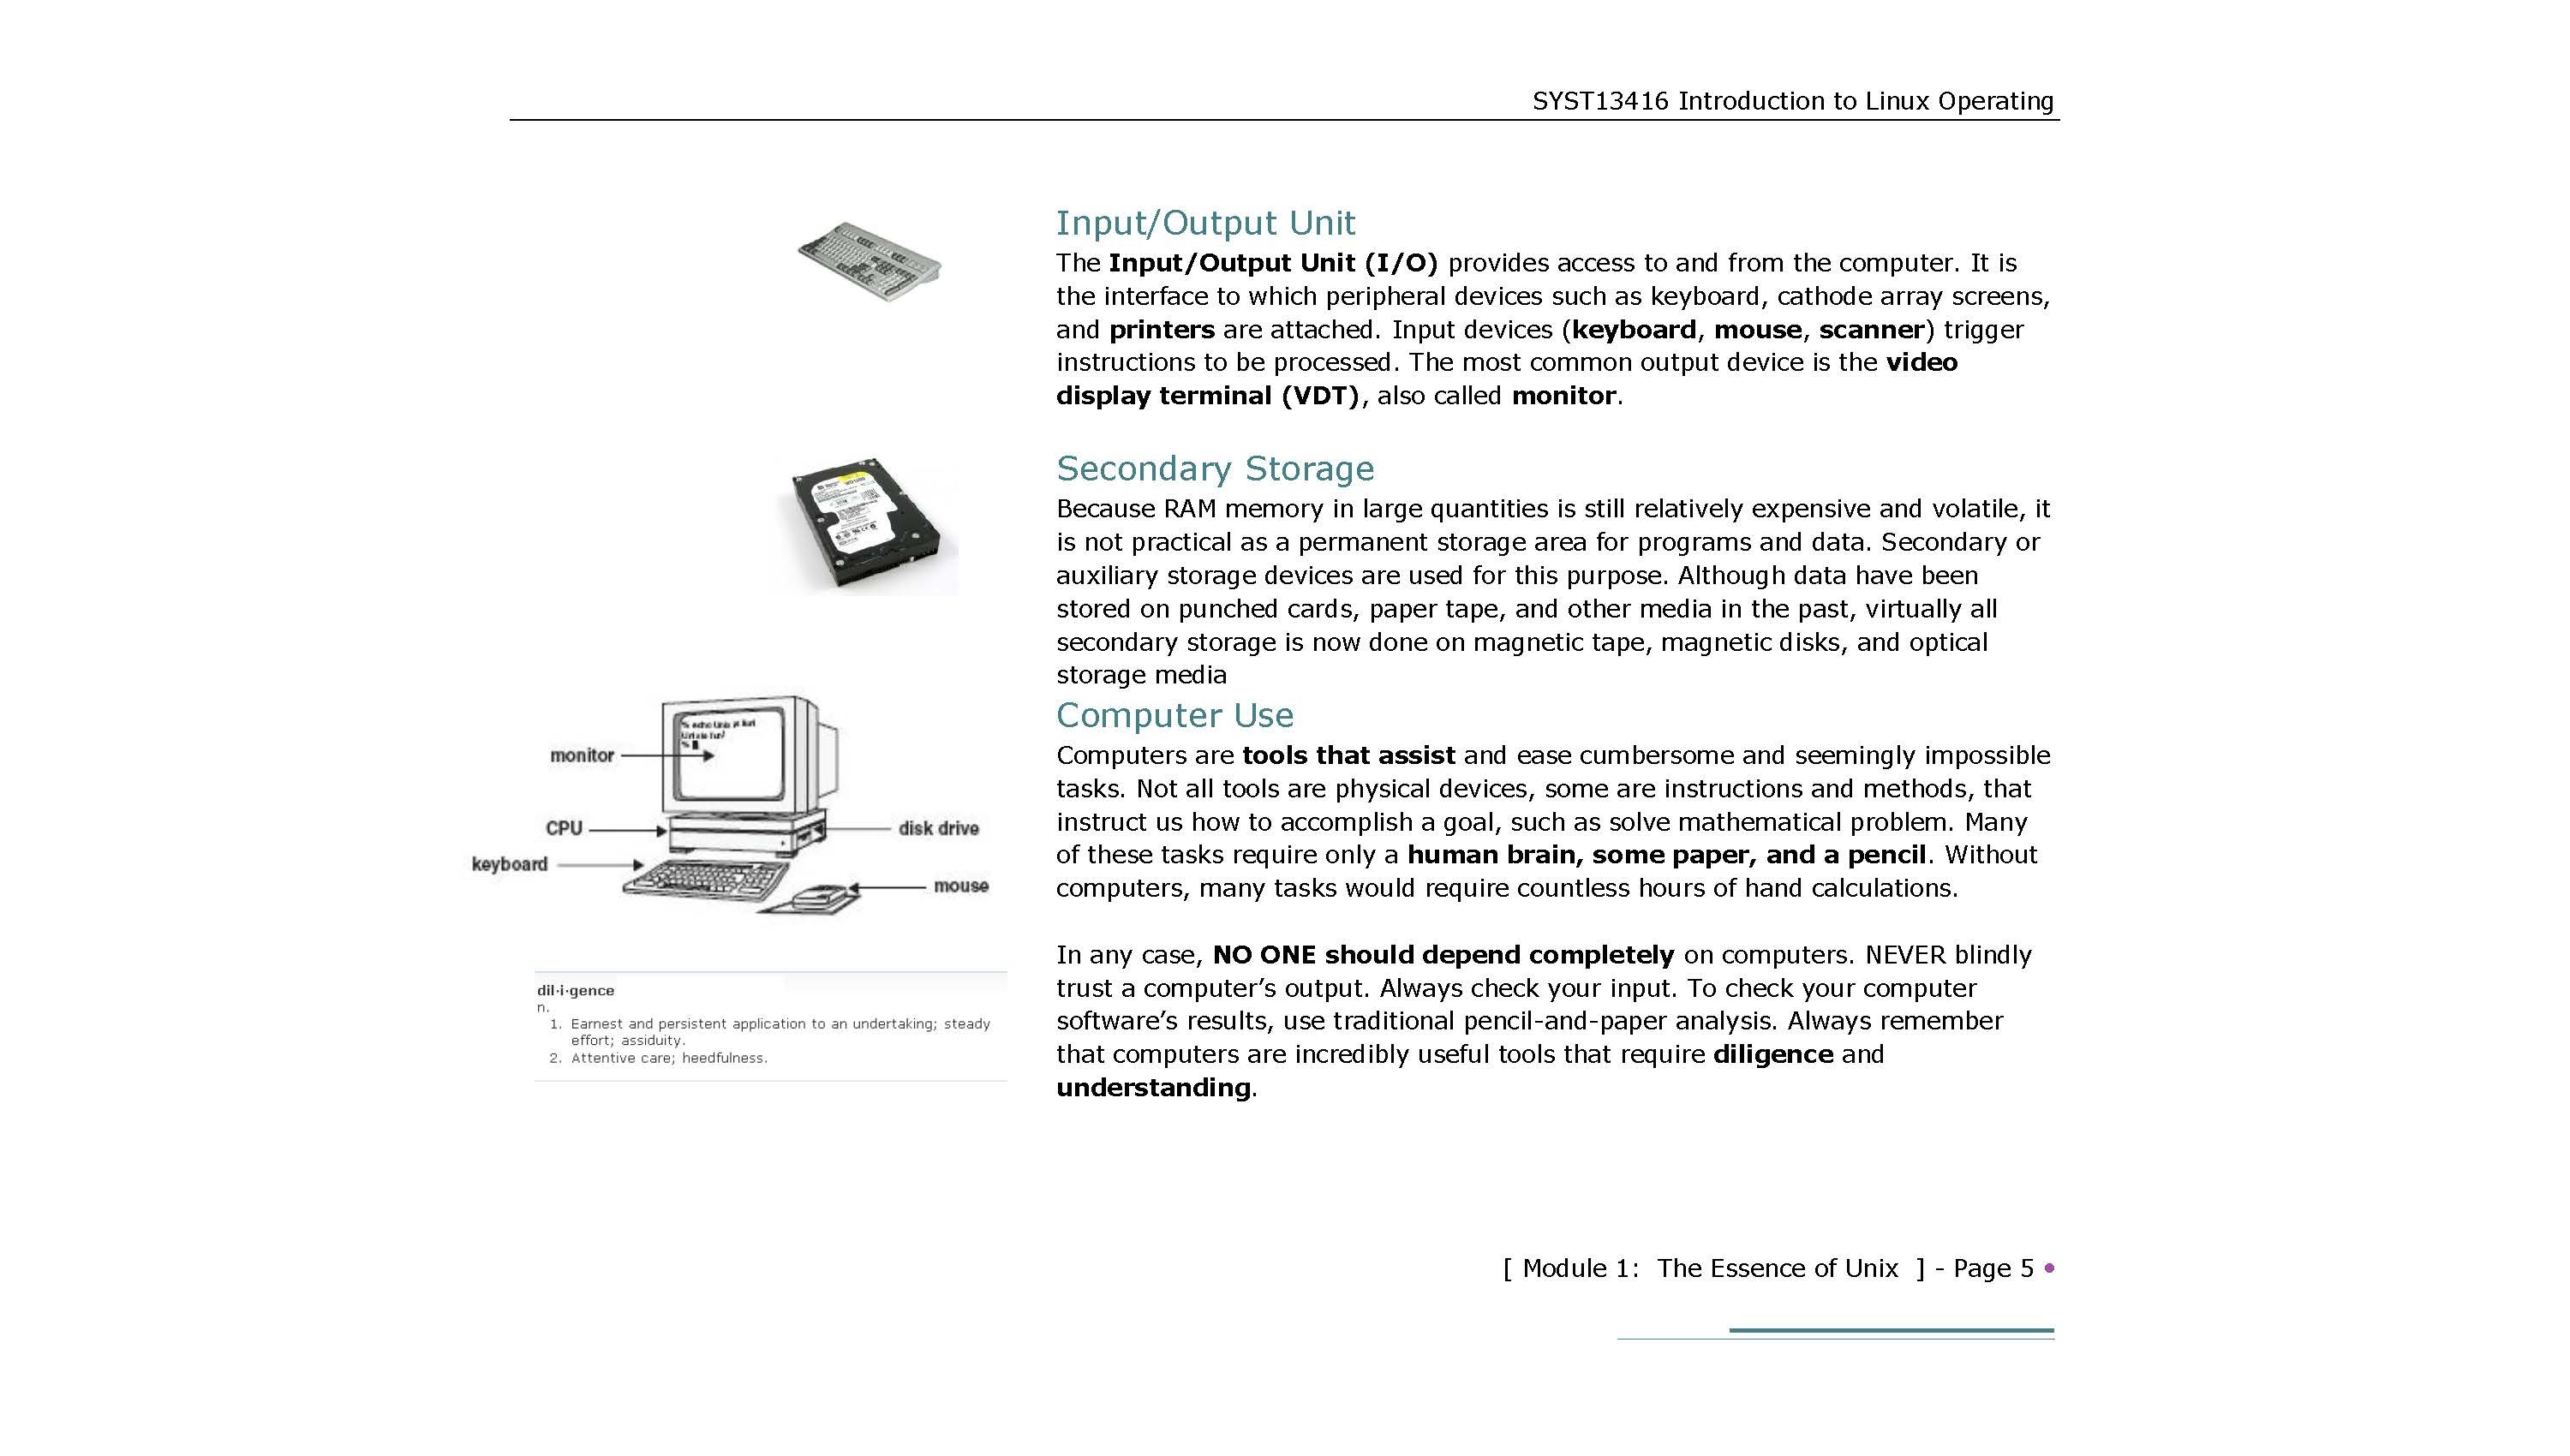 SYST13416 Introduction to Linux Operating
Input/Output Unit
The Input/Output Unit (I/O) provides access to and from the computer. It is
the interface to which peripheral devices such as keyboard, cathode array screens,
and printers are attached. Input devices (keyboard, mouse, scanner) trigger
instructions to be processed. The most common output device is the video
display terminal (VDT), also called monitor.
Secondary Storage
Because RAM memory in large quantities is still relatively expensive and volatile, it
is not practical as a permanent storage area for programs and data. Secondary or
auxiliary storage devices are used for this purpose. Although data have been
stored on punched cards, paper tape, and other media in the past, virtually all
secondary storage is now done on magnetic tape, magnetic disks, and optical
storage media
% echo Unix is fun!
Unix is fun!
%
monitor
CPU
disk drive
keyboard
mouse
Computer Use
Computers are tools that assist and ease cumbersome and seemingly impossible
tasks. Not all tools are physical devices, some are instructions and methods, that
instruct us how to accomplish a goal, such as solve mathematical problem. Many
of these tasks require only a human brain, some paper, and a pencil. Without
computers, many tasks would require countless hours of hand calculations.
dil·i·gence
n.
1. Earnest and persistent application to an undertaking; steady
effort; assiduity.
2. Attentive care; heedfulness.
In any case, NO ONE should depend completely on computers. NEVER blindly
trust a computer’s output. Always check your input. To check your computer
software’s results, use traditional pencil-and-paper analysis. Always remember
that computers are incredibly useful tools that require diligence and
understanding.
[ Module 1:  The Essence of Unix  ] - Page 5 •